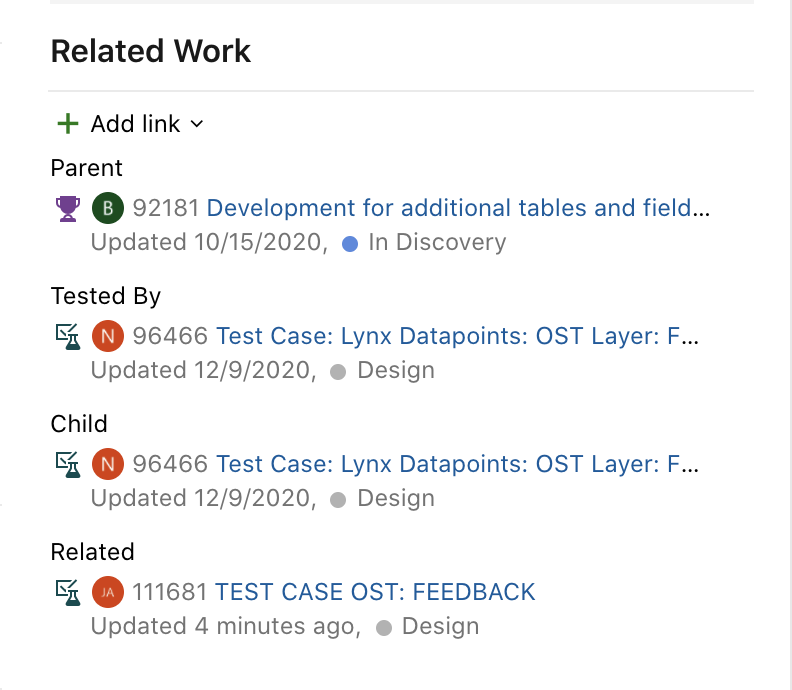 Related Work
Add link
Parent
B 92181 Development for additional tables and field...
Updated 10/15/2020, In Discovery
Tested By
N 96466 Test Case: Lynx Datapoints: OST Layer: F...
Updated 12/9/2020, Design
Child
N 96466 Test Case: Lynx Datapoints: OST Layer: F...
Updated 12/9/2020, Design
Related
JA 111681 TEST CASE OST: FEEDBACK
Updated 4 minutes ago, Design